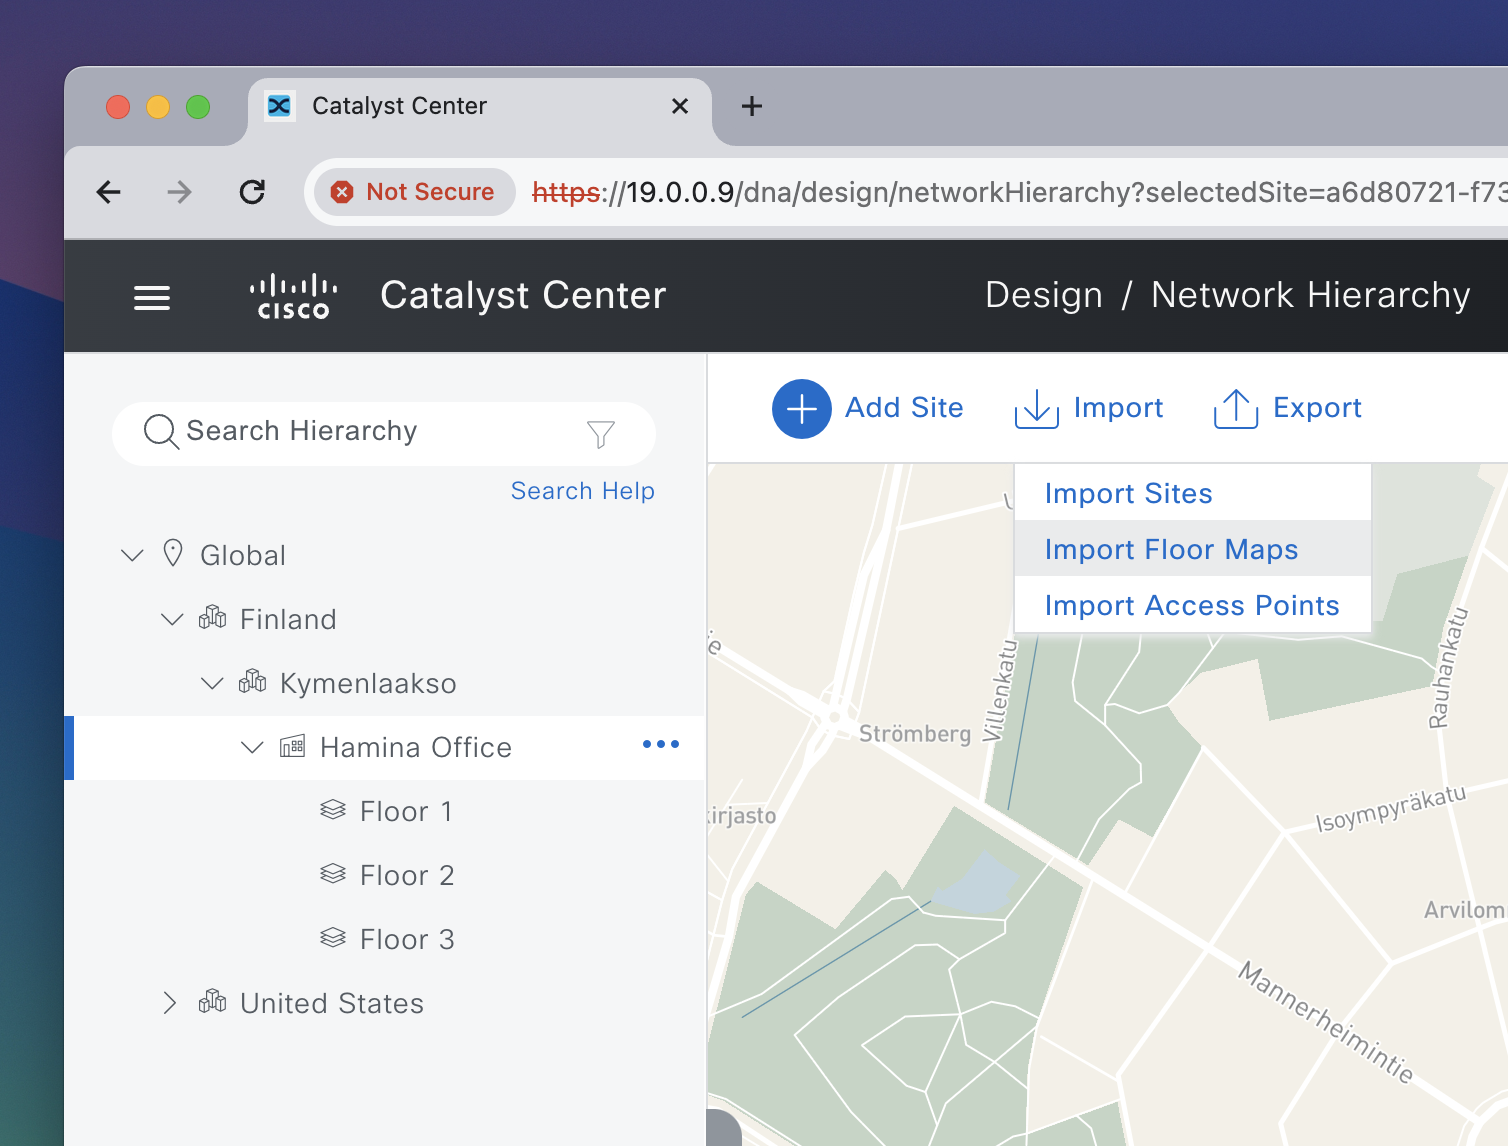 Catalyst Center
Not Secure https://19.0.0.9/dna/design/networkHierarchy?selectedSite=a6d80721-f73
CISCO Catalyst Center Design / Network Hierarchy
Search Hierarchy
Search Help
Global
Finland
Kymenlaakso
Hamina Office
Floor 1
Floor 2
Floor 3
United States
Add Site Import Export
Import Sites
Import Floor Maps
Import Access Points
Villenkatu
Rauhankatu
Strömberg
Isoympyräkatu
irjasto
Arvilom
Mannerheimintie